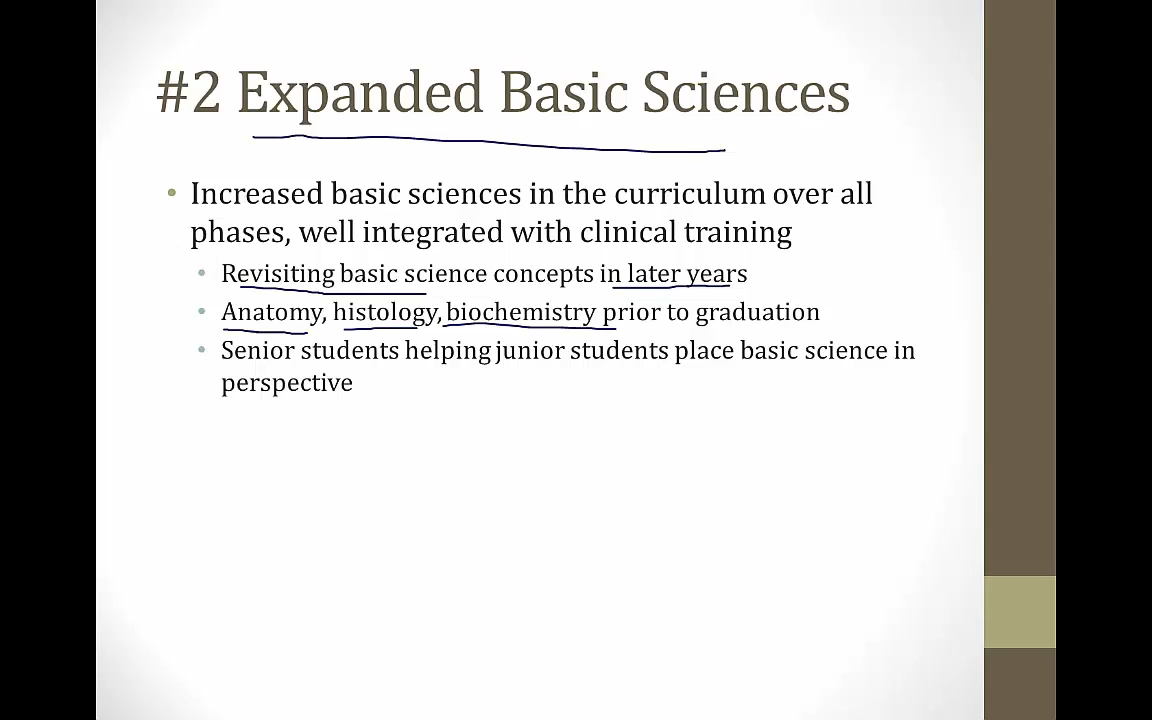 #2 Expanded Basic Sciences
• Increased basic sciences in the curriculum over all
phases, well integrated with clinical training
• Revisiting basic science concepts in later years
• Anatomy, histology, biochemistry prior to graduation
• Senior students helping junior students place basic science in
perspective